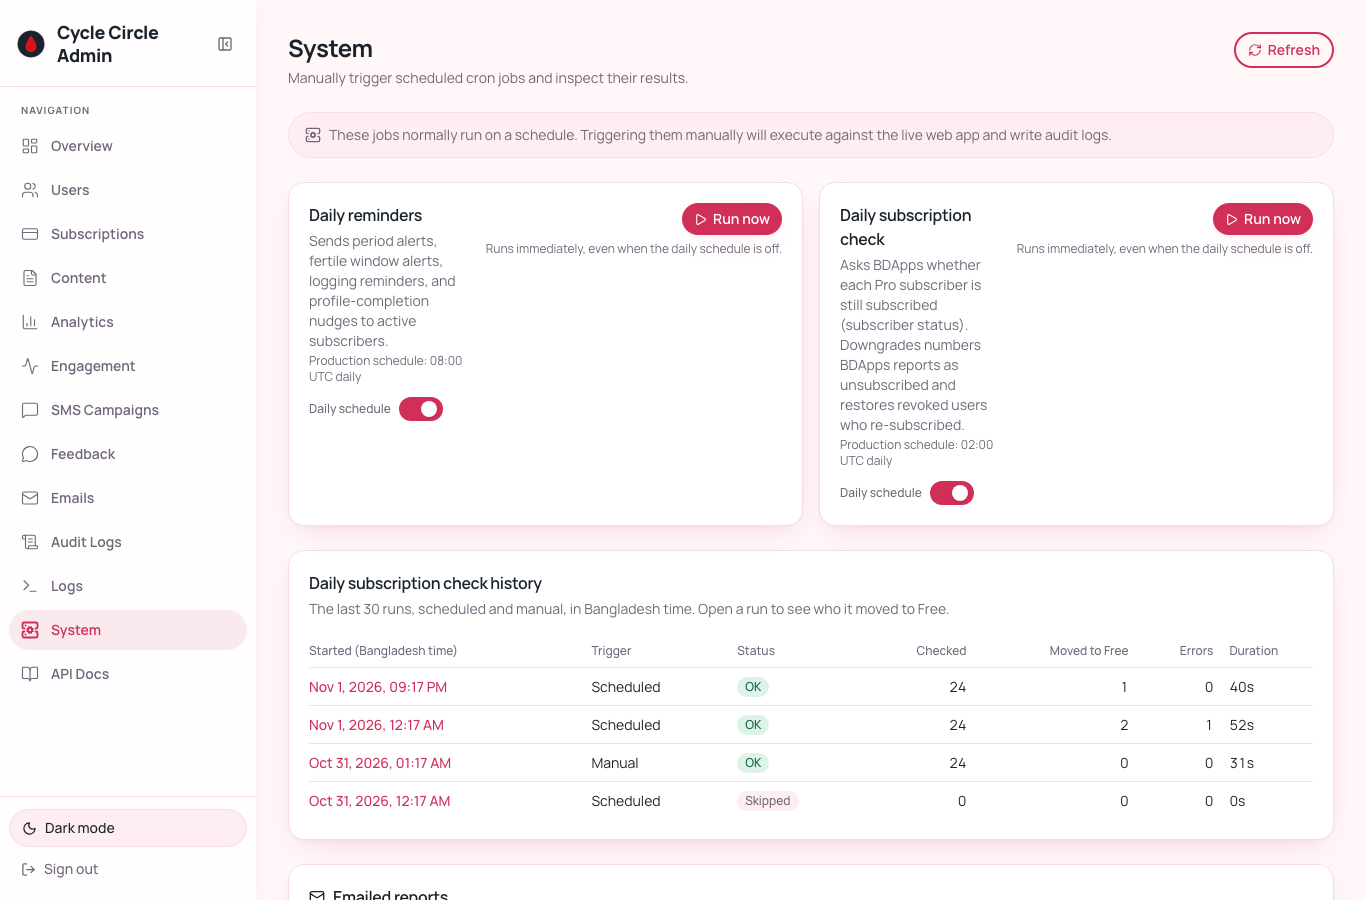 Cycle Circle
Admin
NAVIGATION
Overview
Users
Subscriptions
Content
Analytics
Engagement
SMS Campaigns
Feedback
Emails
Audit Logs
Logs
System
API Docs
Dark mode
Sign out
System
Refresh
Manually trigger scheduled cron jobs and inspect their results.
These jobs normally run on a schedule. Triggering them manually will execute against the live web app and write audit logs.
Daily reminders
Run now
Runs immediately, even when the daily schedule is off.
Sends period alerts,
fertile window alerts,
logging reminders, and
profile-completion
nudges to active
subscribers.
Production schedule: 08:00
UTC daily
Daily schedule
Daily subscription
check
Run now
Runs immediately, even when the daily schedule is off.
Asks BDApps whether
each Pro subscriber is
still subscribed
(subscriber status).
Downgrades numbers
BDApps reports as
unsubscribed and
restores revoked users
who re-subscribed.
Production schedule: 02:00
UTC daily
Daily schedule
Daily subscription check history
The last 30 runs, scheduled and manual, in Bangladesh time. Open a run to see who it moved to Free.
Started (Bangladesh time) Trigger Status Checked Moved to Free Errors Duration
Nov 1, 2026, 09:17 PM Scheduled OK 24 1 0 40s
Nov 1, 2026, 12:17 AM Scheduled OK 24 2 1 52s
Oct 31, 2026, 01:17 AM Manual OK 24 0 0 31s
Oct 31, 2026, 12:17 AM Scheduled Skipped 0 0 0 0s
Emailed reports